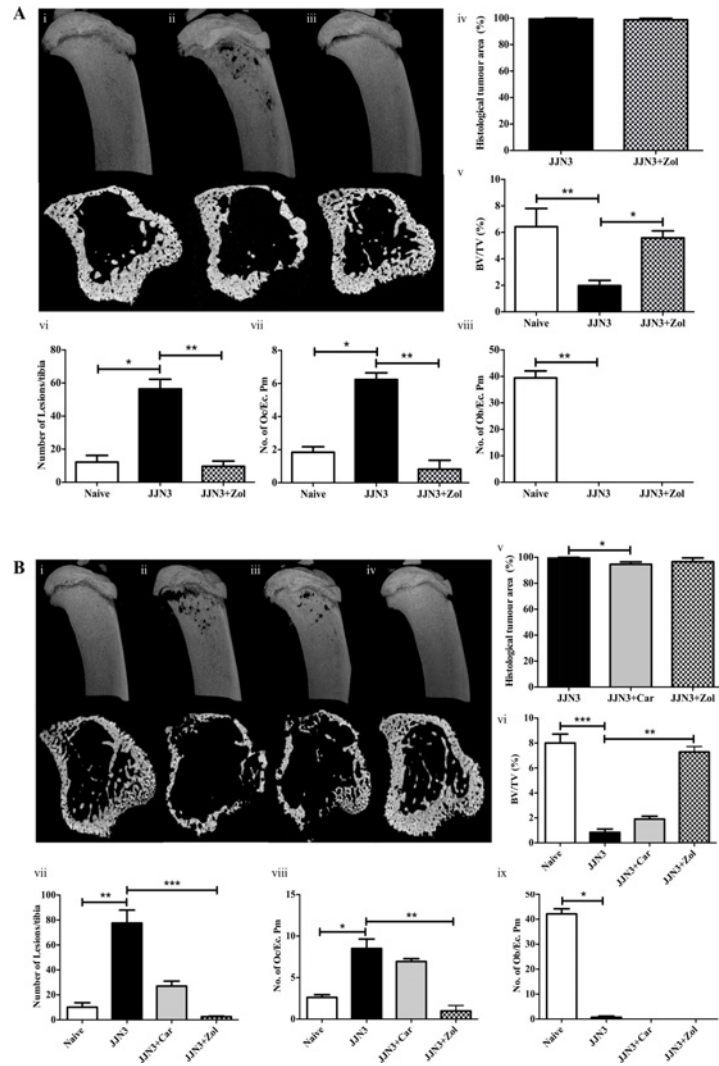 A
i ii iii iv
Histological tumour area (%)
100
80
60
40
20
0
JJN3 JJN3+Zol
v
BV/TV (%)
8
6
4
2
0
** *
Naive JJN3 JJN3+Zol
vi
Number of Lesions/tibia
80
60
40
20
0
* **
Naive JJN3 JJN3+Zol
vii
No. of Oc/Ec. Pm
8
6
4
2
0
* **
Naive JJN3 JJN3+Zol
viii
No. of Ob/Ec. Pm
50
40
30
20
10
0
**
Naive JJN3 JJN3+Zol
B
i ii iii iv
v
Histological tumour area (%)
100
80
60
40
20
0
*
JJN3 JJN3+Car JJN3+Zol
vi
BV/TV (%)
10
8
6
4
2
0
*** **
Naive JJN3 JJN3+Car JJN3+Zol
vii
Number of Lesions/tibia
100
80
60
40
20
0
** ***
Naive JJN3 JJN3+Car JJN3+Zol
viii
No. of Oc/Ec. Pm
15
10
5
0
* **
Naive JJN3 JJN3+Car JJN3+Zol
ix
No. of Ob/Ec. Pm
50
40
30
20
10
0
*
Naive JJN3 JJN3+Car JJN3+Zol